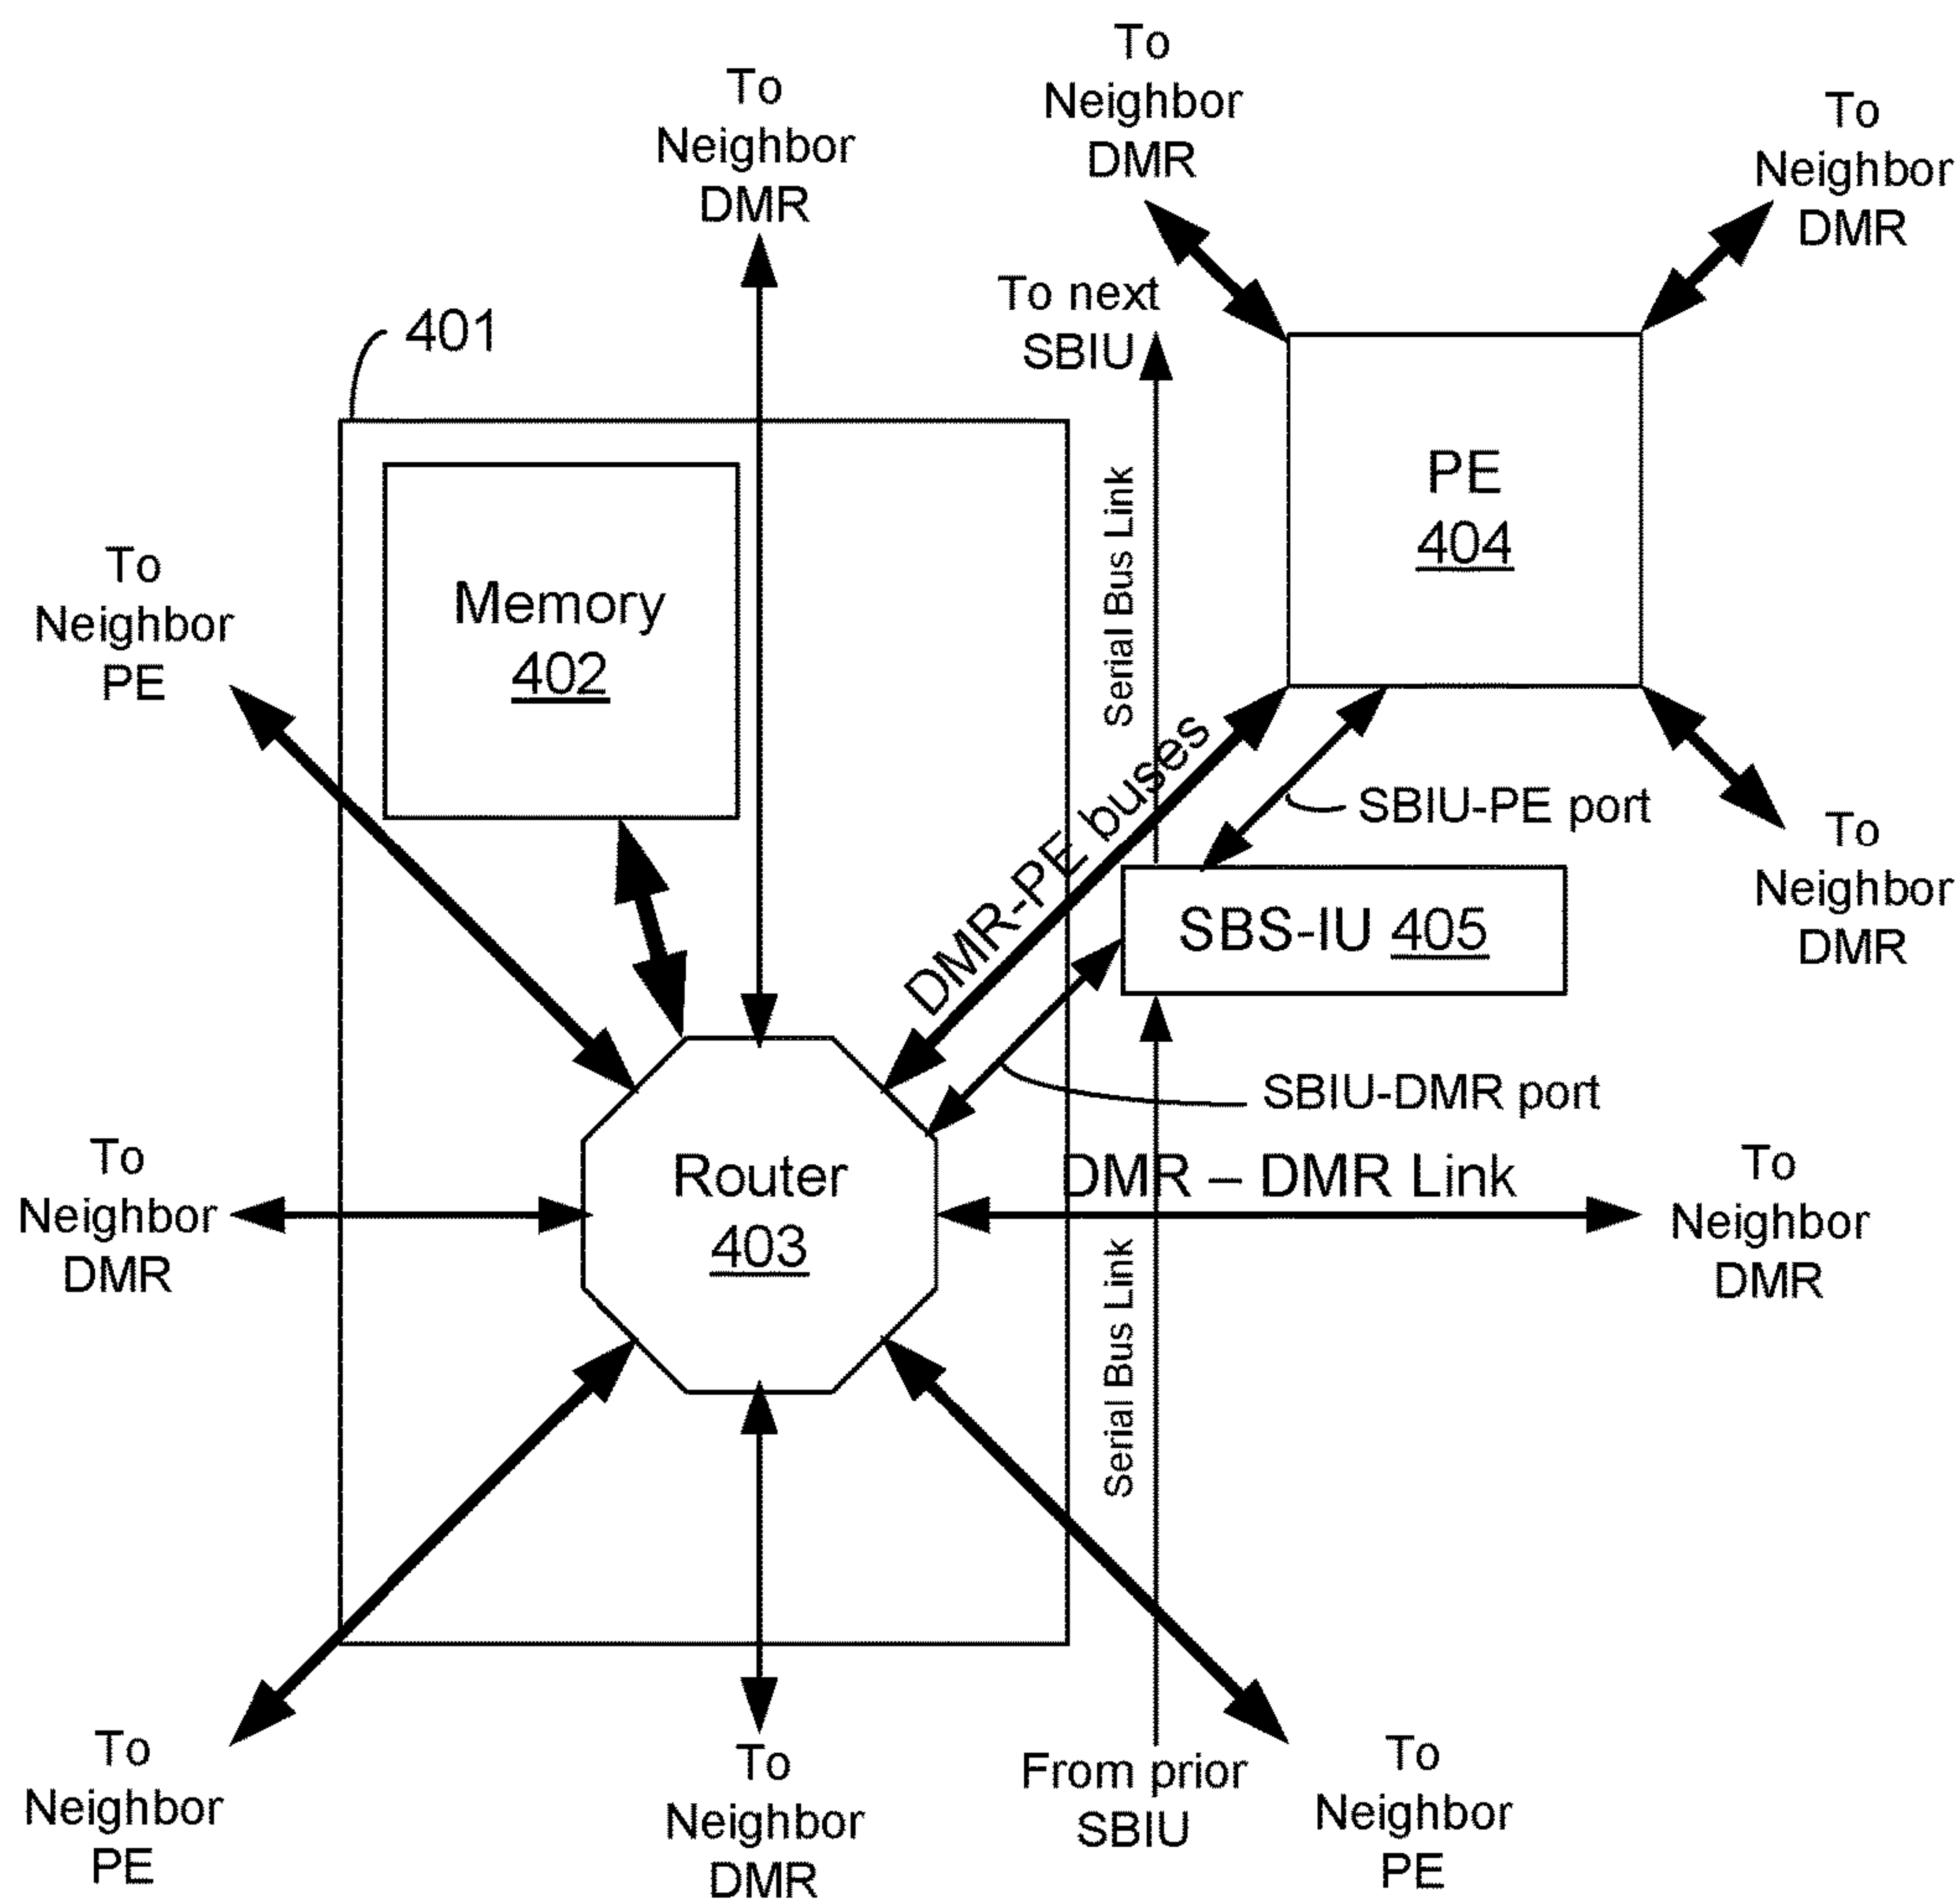 To
Neighbor
DMR
To
Neighbor
DMR
To
Neighbor
DMR
To next
SBIU
401
PE
404
Serial Bus Link
To
Neighbor
PE
Memory
402
DMR-PE buses
SBIU-PE port
To
Neighbor
DMR
SBS-IU 405
SBIU-DMR port
To
Neighbor
DMR
Router
403
DMR – DMR Link
To
Neighbor
DMR
Serial Bus Link
To
Neighbor
PE
To
Neighbor
DMR
From prior
SBIU
To
Neighbor
PE